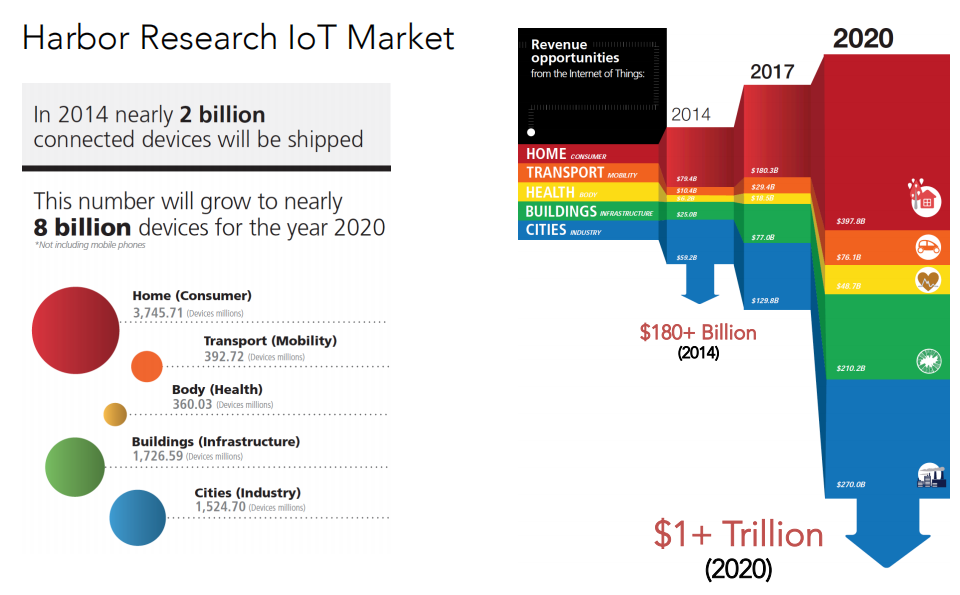 Harbor Research IoT Market
In 2014 nearly 2 billion
connected devices will be shipped
This number will grow to nearly
8 billion devices for the year 2020
*Not including mobile phones
Home (Consumer)
3,745.71 (Devices millions)
Transport (Mobility)
392.72 (Devices millions)
Body (Health)
360.03 (Devices millions)
Buildings (Infrastructure)
1,726.59 (Devices millions)
Cities (Industry)
1,524.70 (Devices millions)
Revenue
opportunities
from the Internet of Things:
HOME CONSUMER
TRANSPORT MOBILITY
HEALTH BODY
BUILDINGS INFRASTRUCTURE
CITIES INDUSTRY
2014
$79.4B
$10.4B
$25.0B
$59.2B
$180+ Billion
(2014)
2017
$180.3B
$29.4B
$18.5B
$77.0B
$129.8B
2020
$397.8B
$76.1B
$48.7B
$210.2B
$270.0B
$1+ Trillion
(2020)